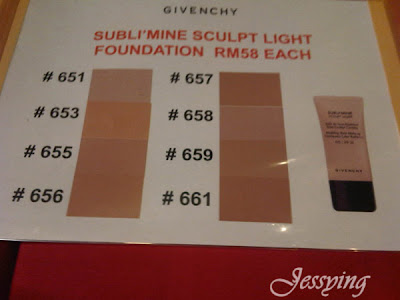 GIVENCHY
SUBLI'MINE SCULPT LIGHT
FOUNDATION RM58 EACH
# 651
# 657
# 653
# 658
# 655
# 659
# 656
# 661
GIVENCHY
Jessying